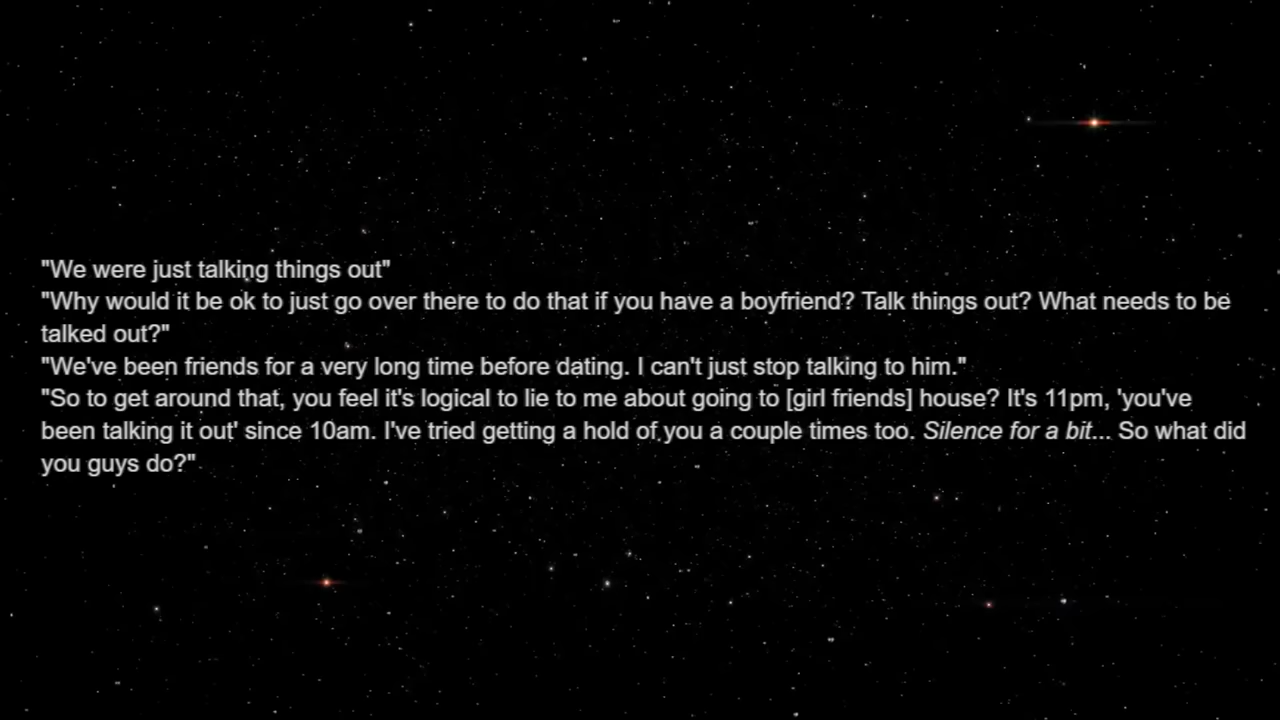 "We were just talking things out"
"Why would it be ok to just go over there to do that if you have a boyfriend? Talk things out? What needs to be
talked out?"
"We've been friends for a very long time before dating. I can't just stop talking to him."
"So to get around that, you feel it's logical to lie to me about going to [girl friends] house? It's 11pm, 'you've
been talking it out' since 10am. I've tried getting a hold of you a couple times too. Silence for a bit... So what did
you guys do?"